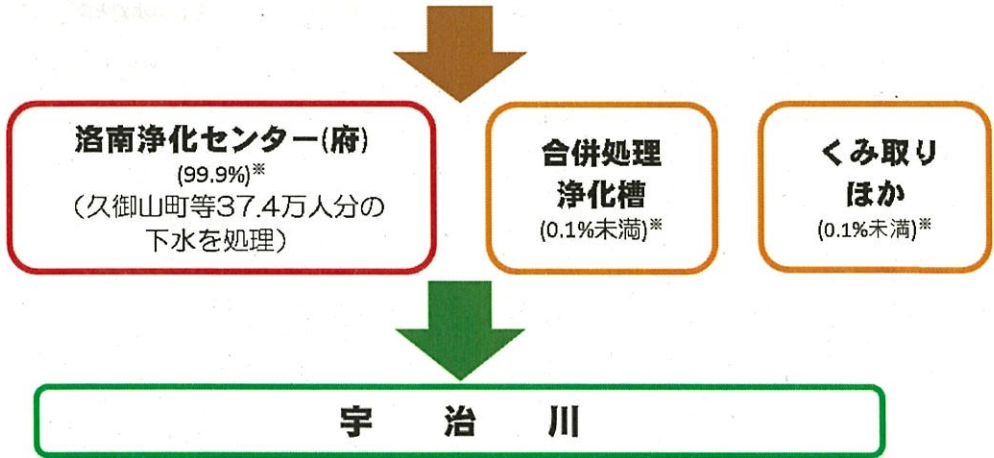 洛南浄化センター(府)
(99.9%)※
(久御山町等37.4万人分の
下水を処理)
合併処理
浄化槽
(0.1%未満)※
くみ取り
ほか
(0.1%未満)※
宇治川